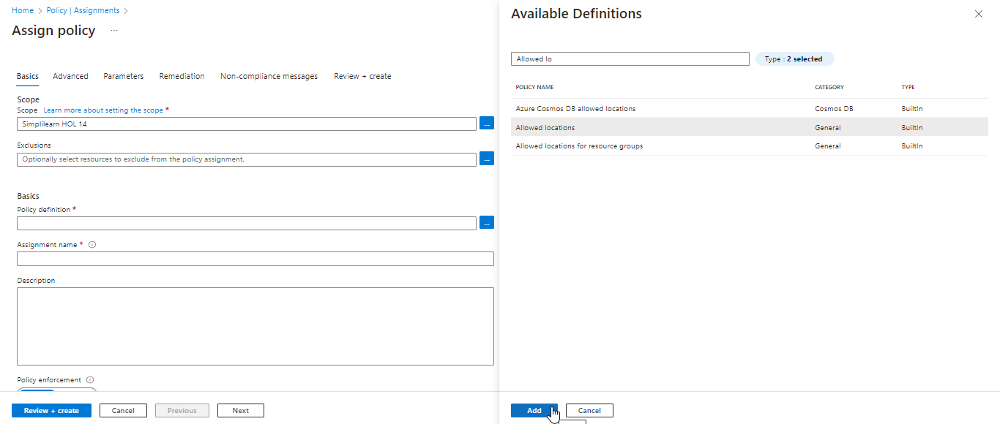 Home > Policy | Assignments >
Assign policy ...
Basics Advanced Parameters Remediation Non-compliance messages Review + create
Scope
Scope Learn more about setting the scope *
Simplilearn HOL 14 ...
Exclusions
Optionally select resources to exclude from the policy assignment. ...
Basics
Policy definition *
...
Assignment name *
Description
Policy enforcement
Review + create Cancel Previous Next
Available Definitions
Allowed lo Type : 2 selected
POLICY NAME CATEGORY TYPE
Azure Cosmos DB allowed locations Cosmos DB BuiltIn
Allowed locations General BuiltIn
Allowed locations for resource groups General BuiltIn
Add Cancel